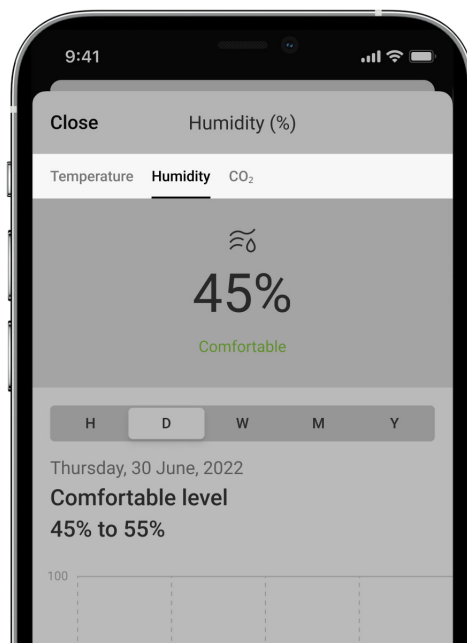 9:41
Close Humidity (%)
Temperature Humidity CO₂
45%
Comfortable
H D W M Y
Thursday, 30 June, 2022
Comfortable level
45% to 55%
100